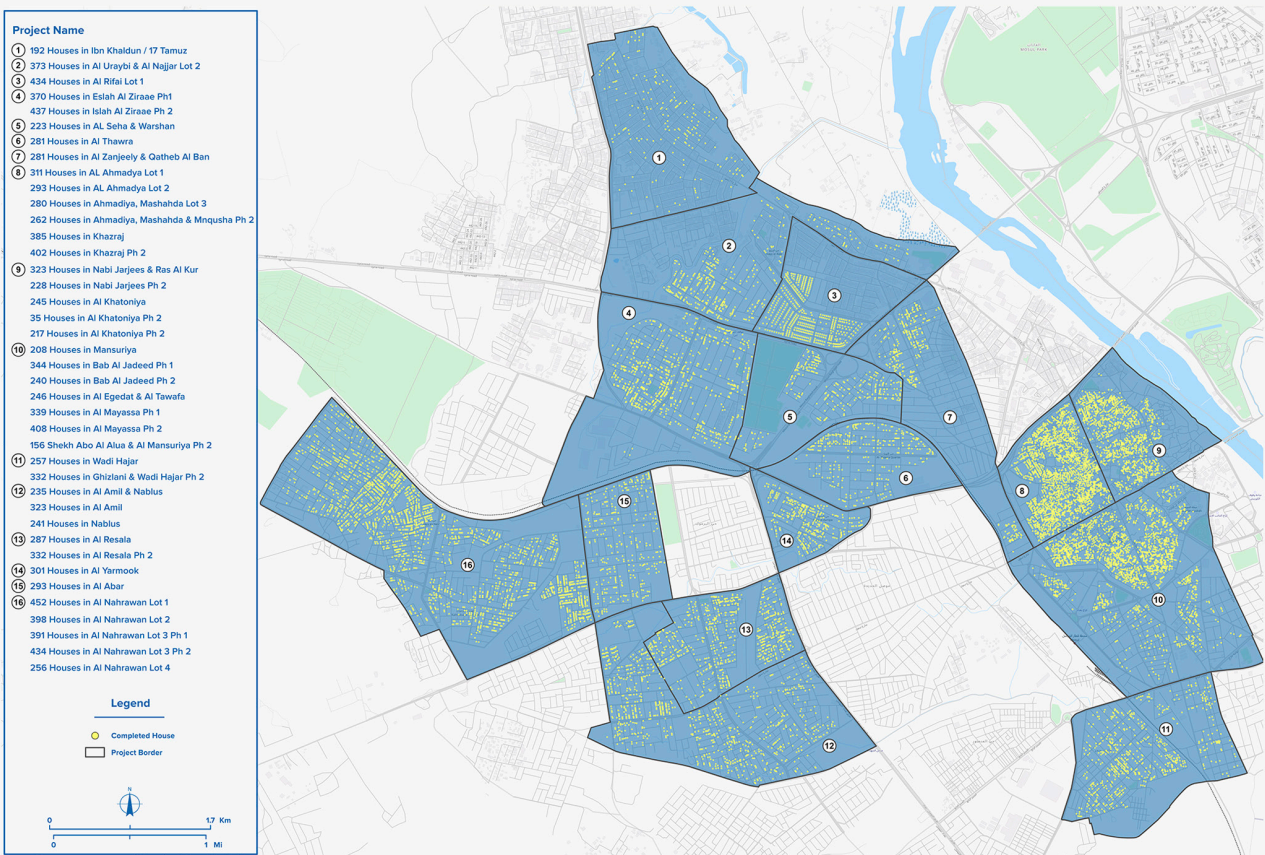 Project Name
1 192 Houses in Ibn Khaldun / 17 Tamuz
2 373 Houses in Al Uraybi & Al Najjar Lot 2
3 434 Houses in Al Rifai Lot 1
4 370 Houses in Eslah Al Ziraae Ph1
437 Houses in Islah Al Ziraae Ph 2
5 223 Houses in AL Seha & Warshan
6 281 Houses in Al Thawra
7 281 Houses in Al Zanjeely & Qatheb Al Ban
8 311 Houses in AL Ahmadya Lot 1
293 Houses in AL Ahmadya Lot 2
280 Houses in Ahmadiya, Mashahda Lot 3
262 Houses in Ahmadiya, Mashahda & Mnqusha Ph 2
385 Houses in Khazraj
402 Houses in Khazraj Ph 2
9 323 Houses in Nabi Jarjees & Ras Al Kur
228 Houses in Nabi Jarjees Ph 2
245 Houses in Al Khatoniya
35 Houses in Al Khatoniya Ph 2
217 Houses in Al Khatoniya Ph 2
10 208 Houses in Mansuriya
344 Houses in Bab Al Jadeed Ph 1
240 Houses in Bab Al Jadeed Ph 2
246 Houses in Al Egedat & Al Tawafa
339 Houses in Al Mayassa Ph 1
408 Houses in Al Mayassa Ph 2
156 Shekh Abo Al Alua & Al Mansuriya Ph 2
11 257 Houses in Wadi Hajar
332 Houses in Ghizlani & Wadi Hajar Ph 2
12 235 Houses in Al Amil & Nablus
323 Houses in Al Amil
241 Houses in Nablus
13 287 Houses in Al Resala
332 Houses in Al Resala Ph 2
14 301 Houses in Al Yarmook
15 293 Houses in Al Abar
16 452 Houses in Al Nahrawan Lot 1
398 Houses in Al Nahrawan Lot 2
391 Houses in Al Nahrawan Lot 3 Ph 1
434 Houses in Al Nahrawan Lot 3 Ph 2
256 Houses in Al Nahrawan Lot 4
Legend
Completed House
Project Border
N
0 1.7 Km
0 1 Mi
1
2
3
4
5
7
9
6
8
15
14
16
10
13
11
12